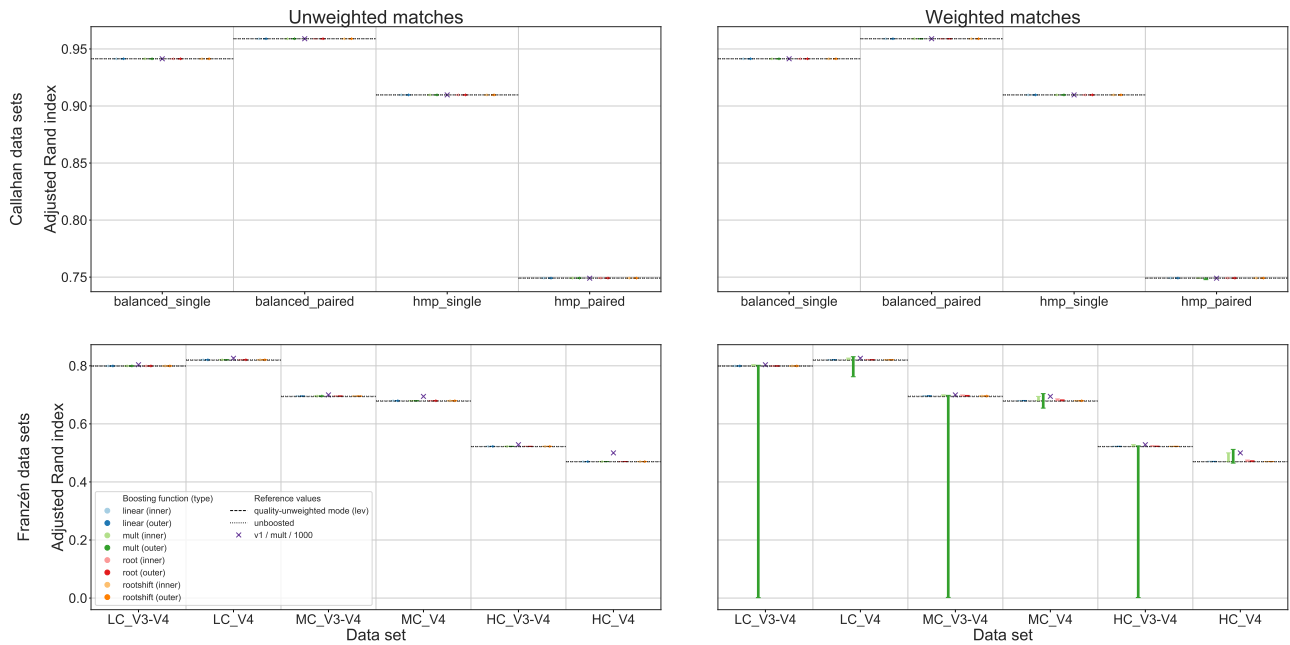 Unweighted matches
Weighted matches
Callahan data sets
Adjusted Rand index
0.95
0.90
0.85
0.80
0.75
balanced_single
balanced_paired
hmp_single
hmp_paired
balanced_single
balanced_paired
hmp_single
hmp_paired
Franzén data sets
Adjusted Rand index
0.8
0.6
0.4
0.2
0.0
Boosting function (type)
linear (inner)
linear (outer)
mult (inner)
mult (outer)
root (inner)
root (outer)
rootshift (inner)
rootshift (outer)
Reference values
quality-unweighted mode (lev)
unboosted
v1 / mult / 1000
LC_V3-V4
LC_V4
MC_V3-V4
MC_V4
HC_V3-V4
HC_V4
Data set
LC_V3-V4
LC_V4
MC_V3-V4
MC_V4
HC_V3-V4
HC_V4
Data set